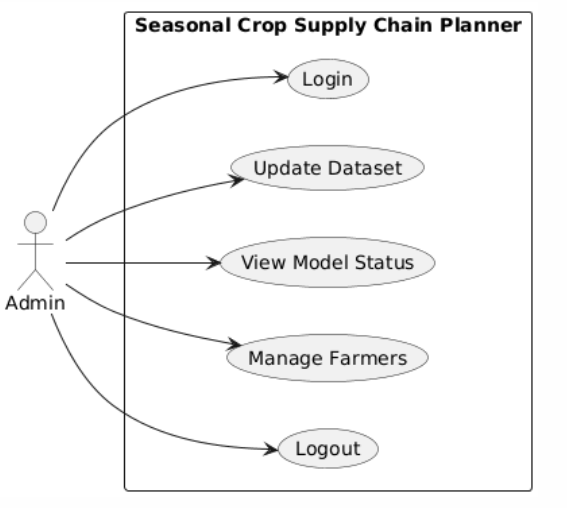 Seasonal Crop Supply Chain Planner
Login
Update Dataset
View Model Status
Admin
Manage Farmers
Logout